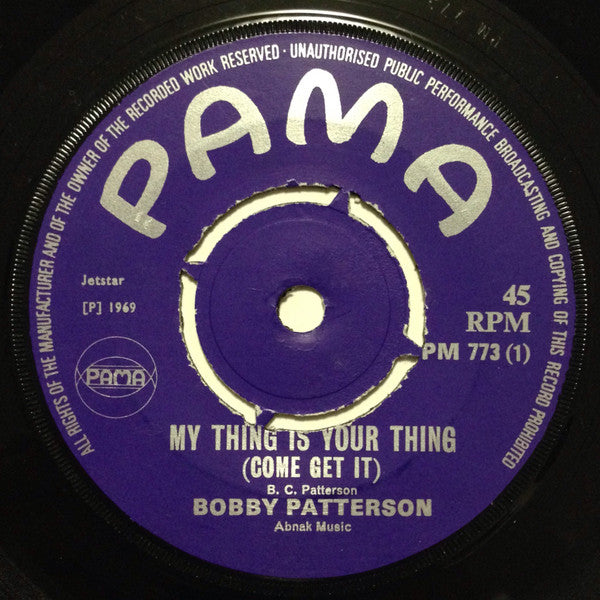 ALL RIGHTS OF THE MANUFACTURER AND OF THE OWNER OF THE RECORDED WORK RESERVED · UNAUTHORISED PUBLIC PERFORMANCE BROADCASTING AND COPYING OF THIS RECORD PROHIBITED
PAMA
Jetstar
[P] 1969
PAMA
45
RPM
PM 773 (1)
MY THING IS YOUR THING
(COME GET IT)
B. C. Patterson
BOBBY PATTERSON
Abnak Music